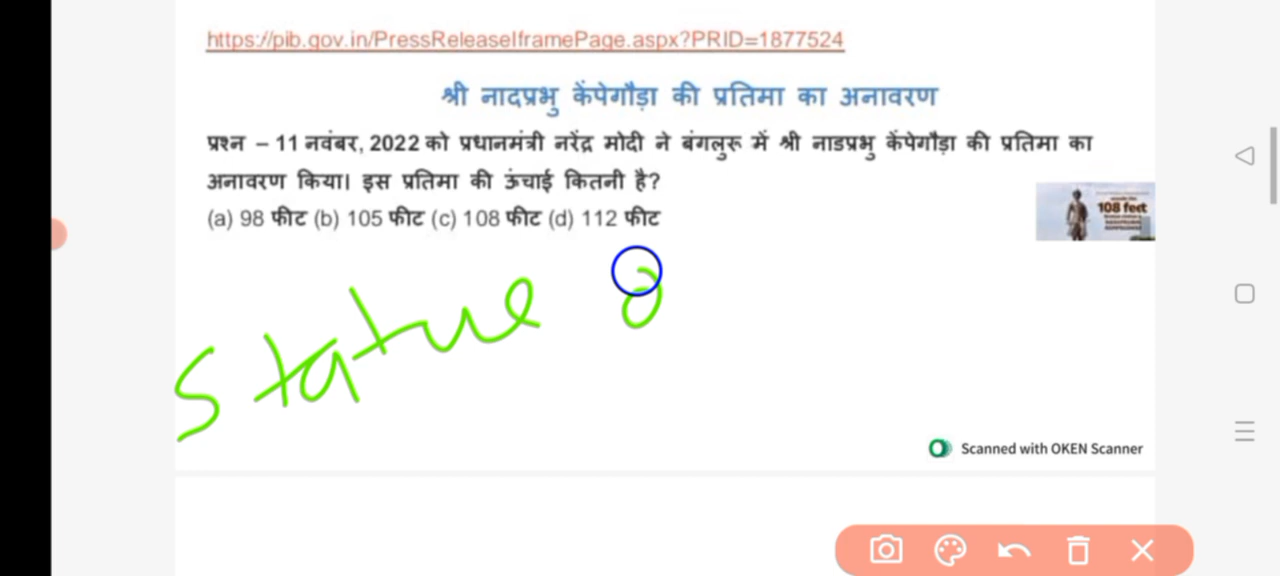 https://pib.gov.in/PressReleaseIframePage.aspx?PRID=1877524
श्री नादप्रभु केंपेगौड़ा की प्रतिमा का अनावरण
प्रश्न – 11 नवंबर, 2022 को प्रधानमंत्री नरेंद्र मोदी ने बंगलुरू में श्री नाडप्रभु केंपेगौड़ा की प्रतिमा का
अनावरण किया। इस प्रतिमा की ऊंचाई कितनी है?
(a) 98 फीट (b) 105 फीट (c) 108 फीट (d) 112 फीट
108 feet
statue o
Scanned with OKEN Scanner